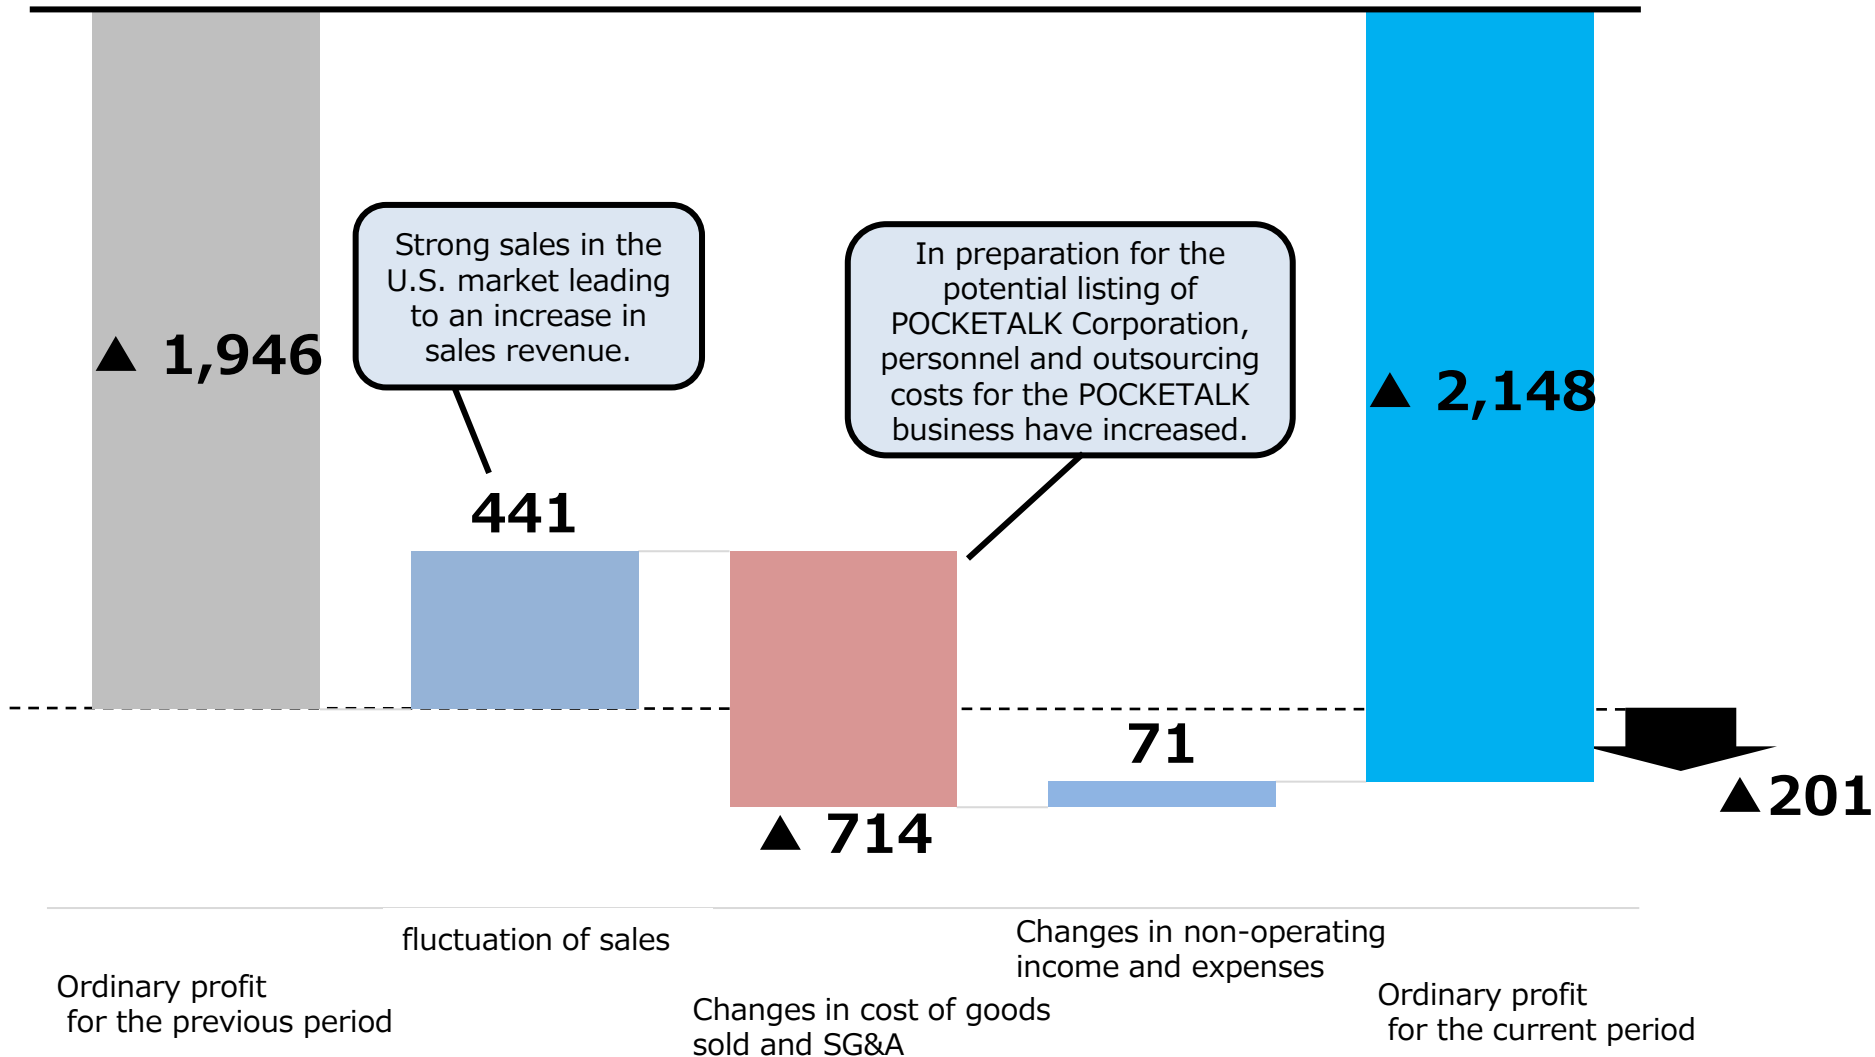 Strong sales in the
U.S. market leading
to an increase in
sales revenue.
In preparation for the
potential listing of
POCKETALK Corporation,
personnel and outsourcing
costs for the POCKETALK
business have increased.
▲ 1,946
▲ 2,148
441
71
▲201
▲ 714
fluctuation of sales
Changes in non-operating
income and expenses
Ordinary profit
for the previous period
Changes in cost of goods
sold and SG&A
Ordinary profit
for the current period